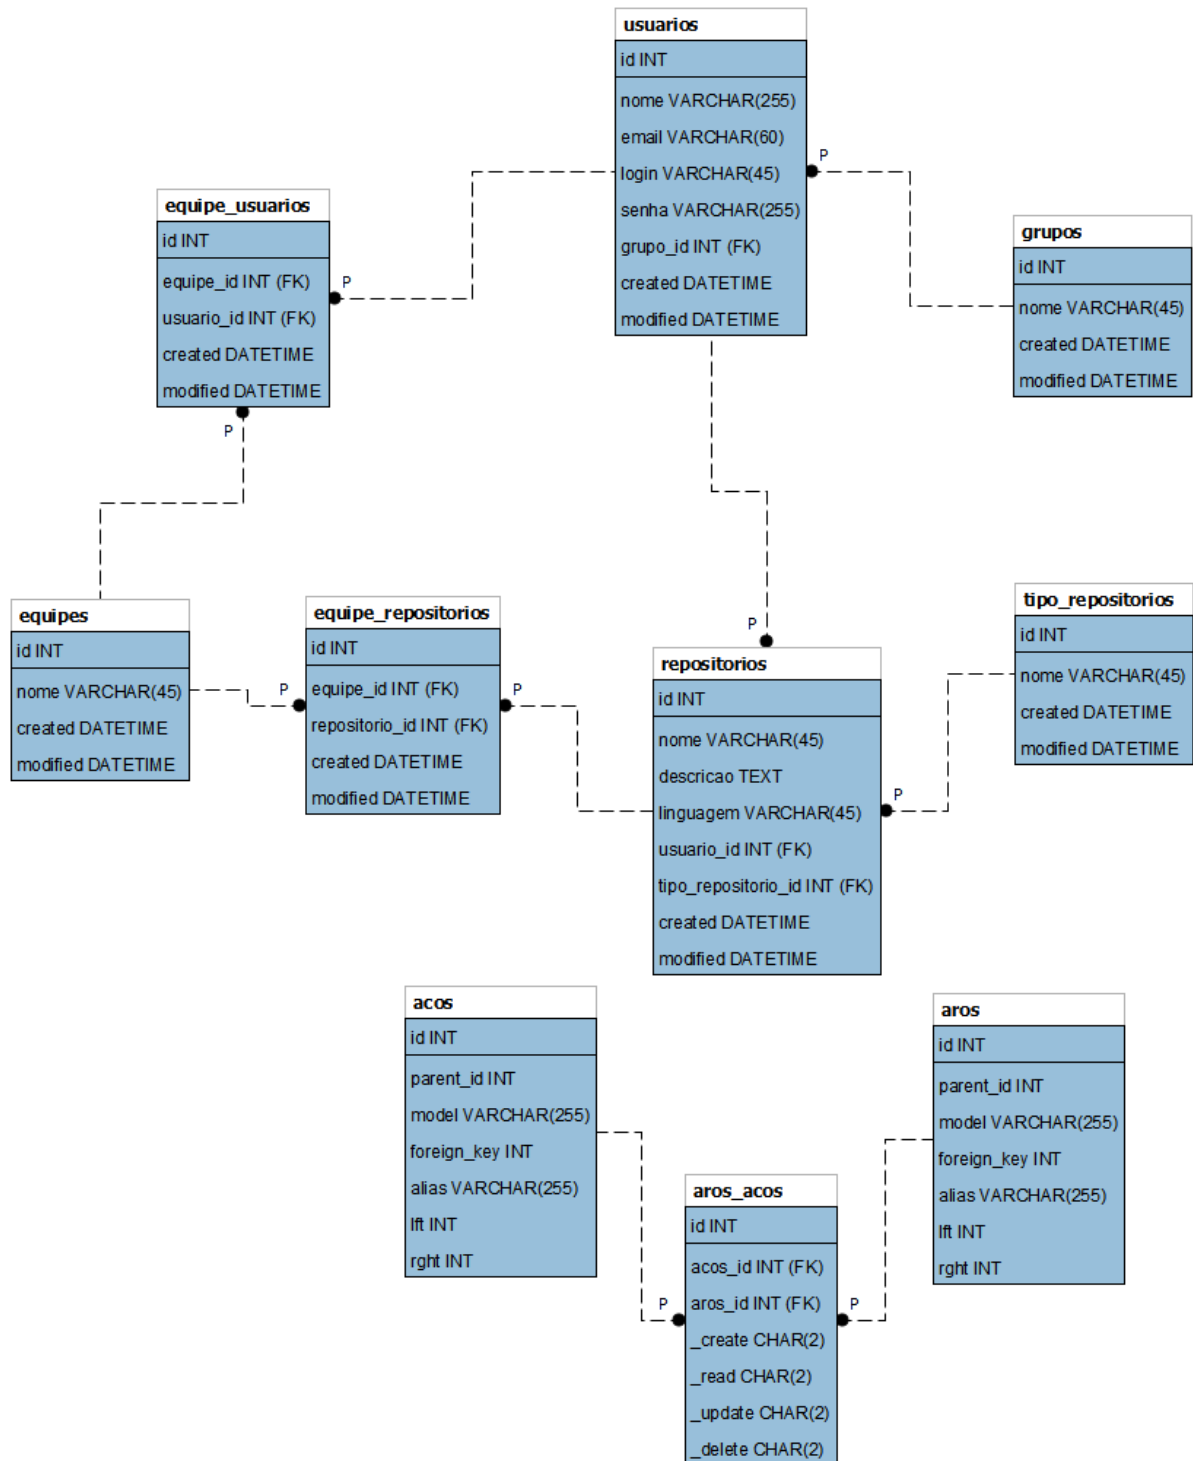 usuarios
id INT
nome VARCHAR(255)
email VARCHAR(60)
login VARCHAR(45)
senha VARCHAR(255)
grupo_id INT (FK)
created DATETIME
modified DATETIME
P
equipe_usuarios
id INT
equipe_id INT (FK)
usuario_id INT (FK)
created DATETIME
modified DATETIME
P
P
grupos
id INT
nome VARCHAR(45)
created DATETIME
modified DATETIME
equipes
id INT
nome VARCHAR(45)
created DATETIME
modified DATETIME
P
equipe_repositorios
id INT
equipe_id INT (FK)
repositorio_id INT (FK)
created DATETIME
modified DATETIME
P
P
repositorios
id INT
nome VARCHAR(45)
descricao TEXT
linguagem VARCHAR(45)
usuario_id INT (FK)
tipo_repositorio_id INT (FK)
created DATETIME
modified DATETIME
P
tipo_repositorios
id INT
nome VARCHAR(45)
created DATETIME
modified DATETIME
acos
id INT
parent_id INT
model VARCHAR(255)
foreign_key INT
alias VARCHAR(255)
lft INT
rght INT
P
aros_acos
id INT
acos_id INT (FK)
aros_id INT (FK)
_create CHAR(2)
_read CHAR(2)
_update CHAR(2)
_delete CHAR(2)
P
aros
id INT
parent_id INT
model VARCHAR(255)
foreign_key INT
alias VARCHAR(255)
lft INT
rght INT